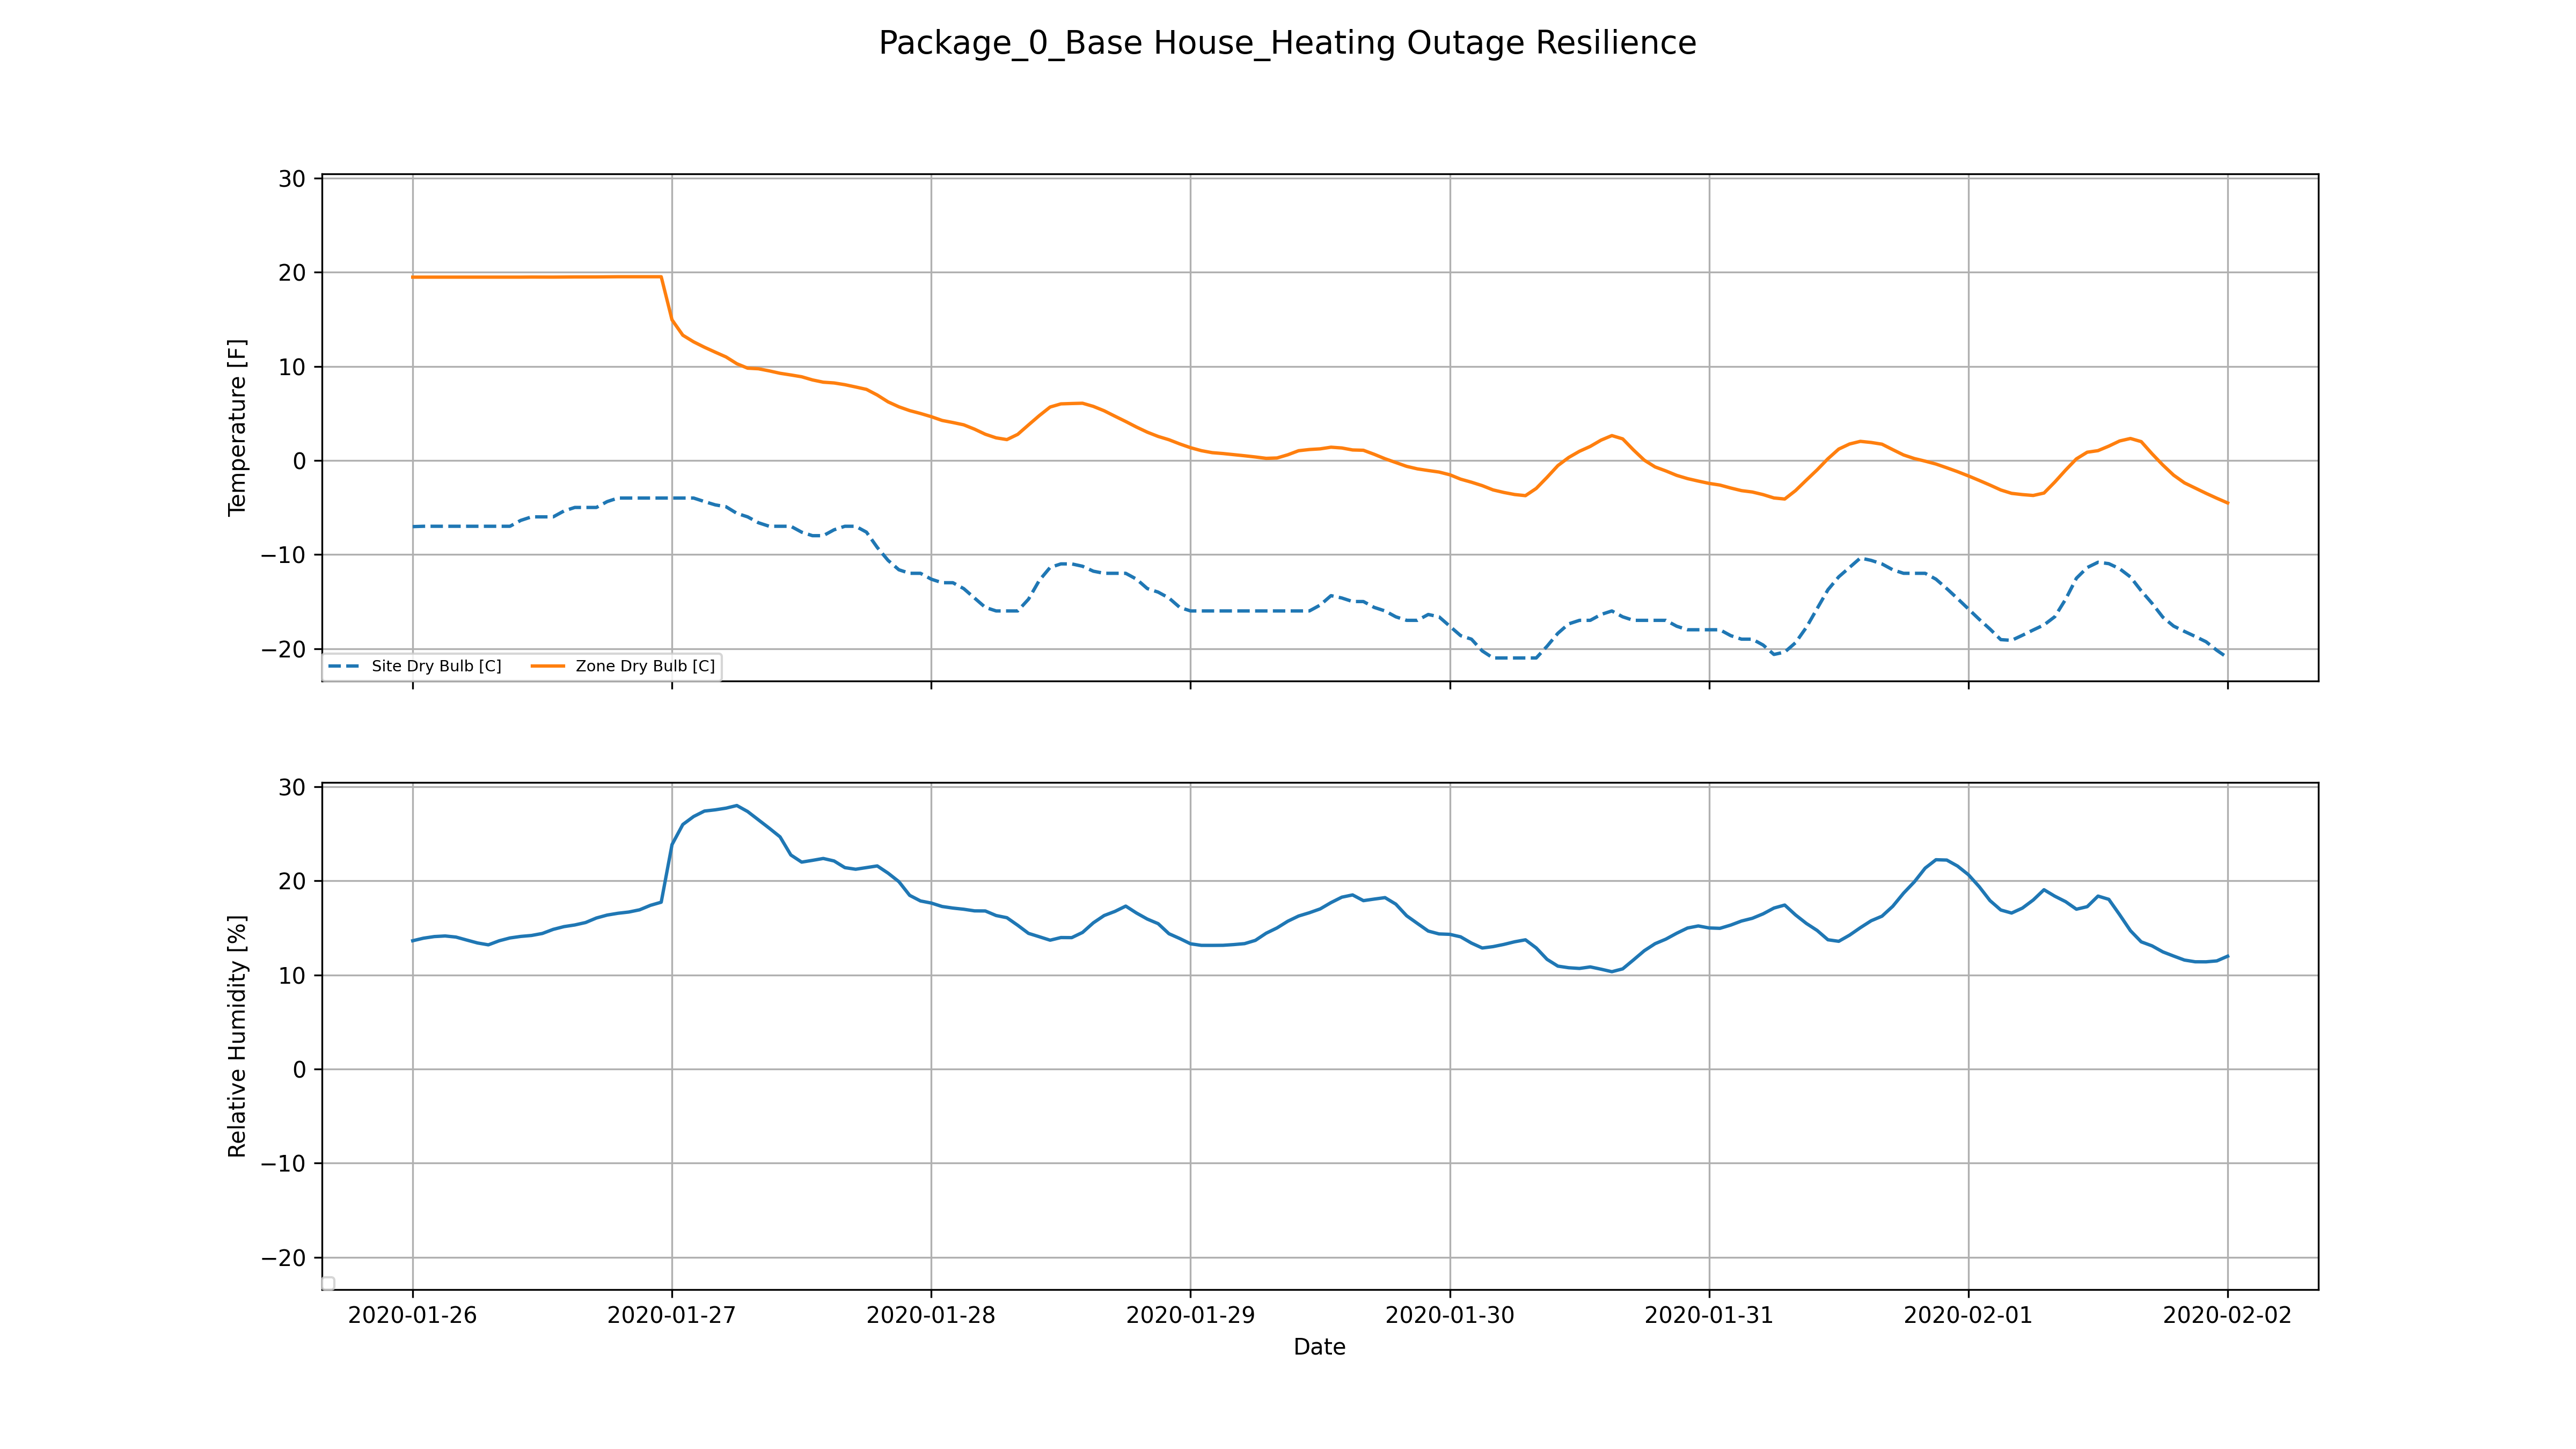 Package_0_Base House_Heating Outage Resilience
Temperature [F]
30
20
10
0
−10
−20
Site Dry Bulb [C] Zone Dry Bulb [C]
Relative Humidity [%]
30
20
10
0
−10
−20
2020-01-26 2020-01-27 2020-01-28 2020-01-29 2020-01-30 2020-01-31 2020-02-01 2020-02-02
Date